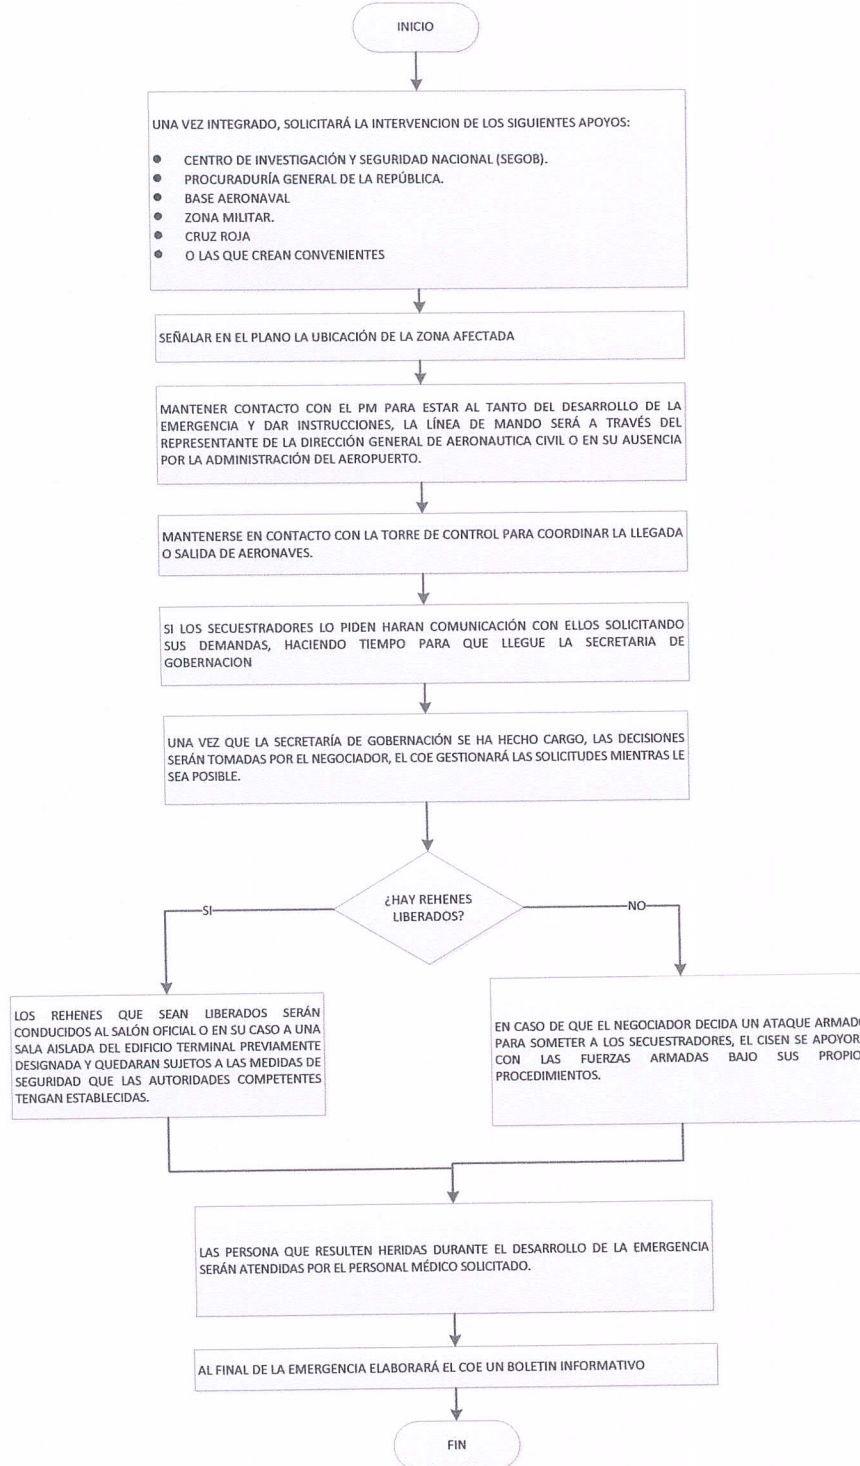 INICIO
UNA VEZ INTEGRADO, SOLICITARÁ LA INTERVENCION DE LOS SIGUIENTES APOYOS:
● CENTRO DE INVESTIGACIÓN Y SEGURIDAD NACIONAL (SEGOB).
● PROCURADURÍA GENERAL DE LA REPÚBLICA.
● BASE AERONAVAL
● ZONA MILITAR.
● CRUZ ROJA
● O LAS QUE CREAN CONVENIENTES
SEÑALAR EN EL PLANO LA UBICACIÓN DE LA ZONA AFECTADA
MANTENER CONTACTO CON EL PM PARA ESTAR AL TANTO DEL DESARROLLO DE LA
EMERGENCIA Y DAR INSTRUCCIONES, LA LÍNEA DE MANDO SERÁ A TRAVÉS DEL
REPRESENTANTE DE LA DIRECCIÓN GENERAL DE AERONAUTICA CIVIL O EN SU AUSENCIA
POR LA ADMINISTRACIÓN DEL AEROPUERTO.
MANTENERSE EN CONTACTO CON LA TORRE DE CONTROL PARA COORDINAR LA LLEGADA
O SALIDA DE AERONAVES.
SI LOS SECUESTRADORES LO PIDEN HARAN COMUNICACIÓN CON ELLOS SOLICITANDO
SUS DEMANDAS, HACIENDO TIEMPO PARA QUE LLEGUE LA SECRETARIA DE
GOBERNACION
UNA VEZ QUE LA SECRETARÍA DE GOBERNACIÓN SE HA HECHO CARGO, LAS DECISIONES
SERÁN TOMADAS POR EL NEGOCIADOR, EL COE GESTIONARÁ LAS SOLICITUDES MIENTRAS LE
SEA POSIBLE.
¿HAY REHENES
LIBERADOS?
SI
NO
LOS REHENES QUE SEAN LIBERADOS SERÁN
CONDUCIDOS AL SALÓN OFICIAL O EN SU CASO A UNA
SALA AISLADA DEL EDIFICIO TERMINAL PREVIAMENTE
DESIGNADA Y QUEDARAN SUJETOS A LAS MEDIDAS DE
SEGURIDAD QUE LAS AUTORIDADES COMPETENTES
TENGAN ESTABLECIDAS.
EN CASO DE QUE EL NEGOCIADOR DECIDA UN ATAQUE ARMADO
PARA SOMETER A LOS SECUESTRADORES, EL CISEN SE APOYOR
CON LAS FUERZAS ARMADAS BAJO SUS PROPIO
PROCEDIMIENTOS.
LAS PERSONA QUE RESULTEN HERIDAS DURANTE EL DESARROLLO DE LA EMERGENCIA
SERÁN ATENDIDAS POR EL PERSONAL MÉDICO SOLICITADO.
AL FINAL DE LA EMERGENCIA ELABORARÁ EL COE UN BOLETIN INFORMATIVO
FIN